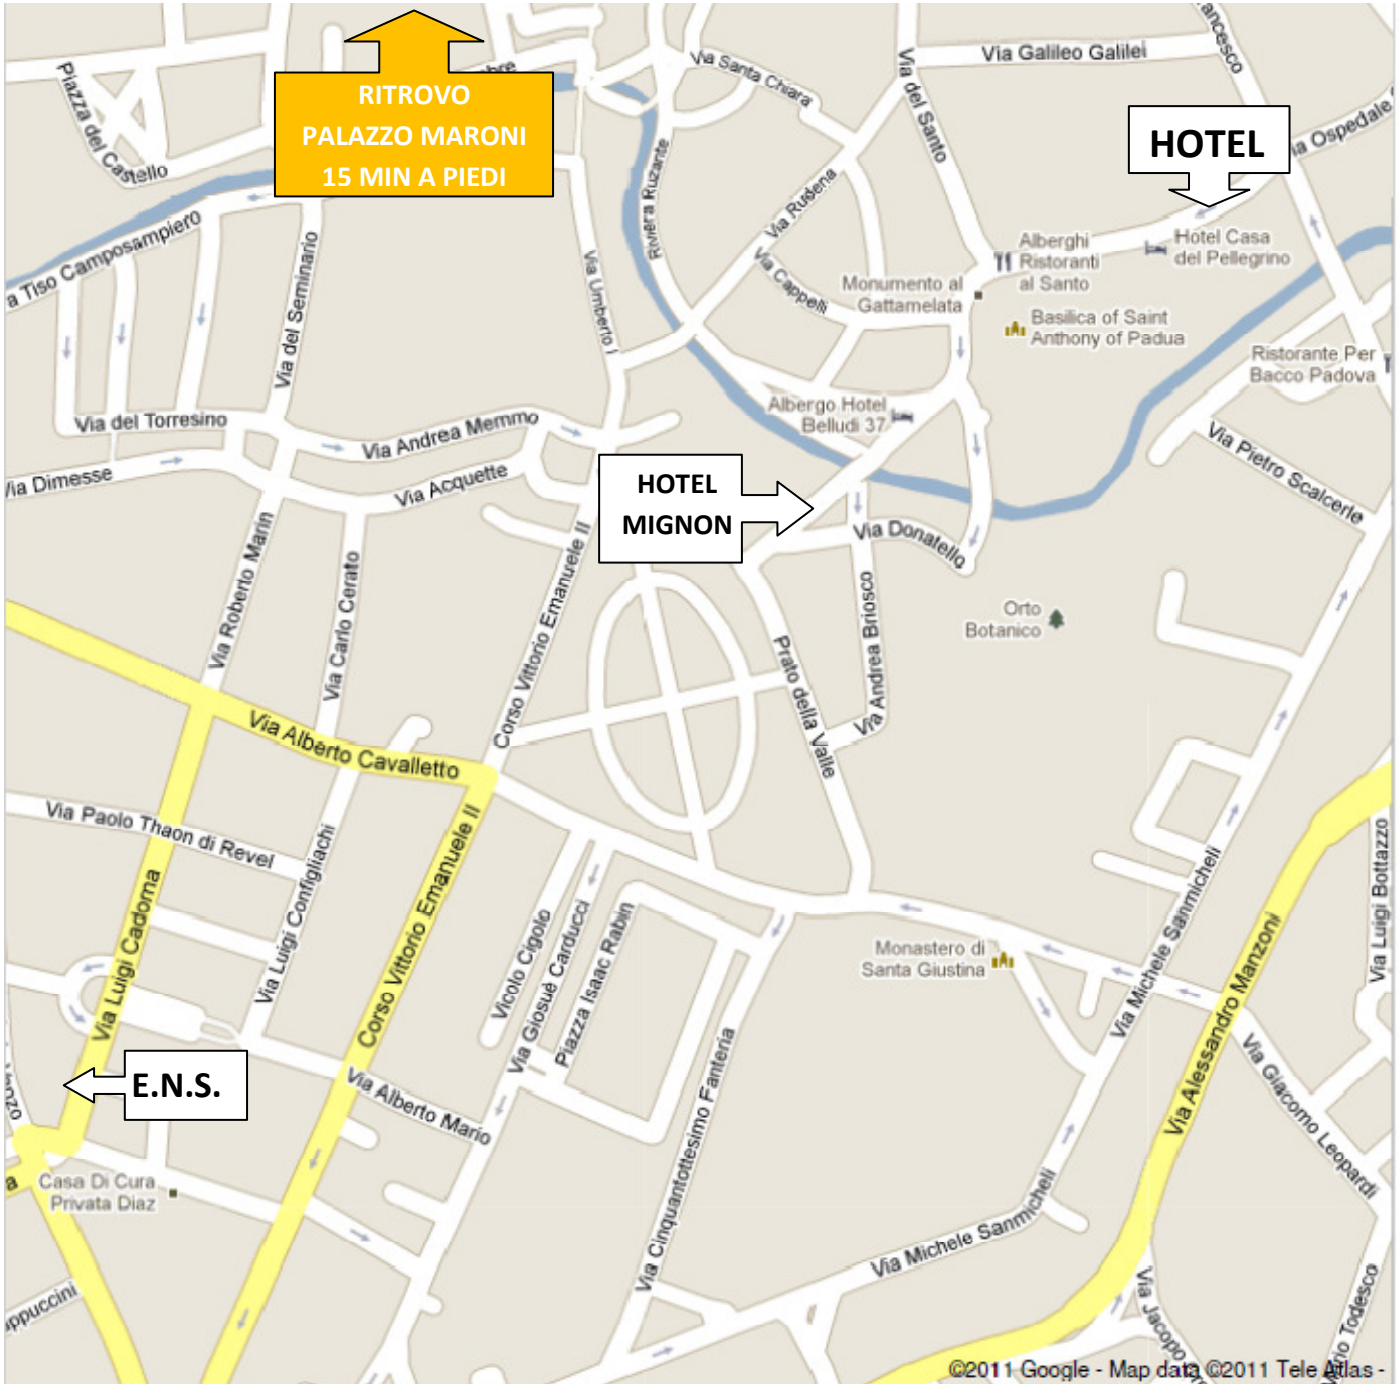 RITROVO
PALAZZO MARONI
15 MIN A PIEDI
HOTEL
Via Galileo Galilei
Via Santa Chiara
Via del Santo
Piazza del Castello
Riviera Ruzante
Via Rudena
Via Cappelli
Alberghi
Ristoranti
al Santo
Hotel Casa
del Pellegrino
Monumento al
Gattamelata
Basilica of Saint
Anthony of Padua
Ristorante Per
Bacco Padova
a Tiso Camposampiero
Via del Seminario
Via Umberto I
Via del Torresino
Via Andrea Memmo
Via Acquette
Via Dimesse
Albergo Hotel
Belludi 37
HOTEL
MIGNON
Via Donatello
Via Pietro Scalcerle
Via Roberto Marin
Via Carlo Cerato
Corso Vittorio Emanuele II
Prato della Valle
Via Andrea Briosco
Orto
Botanico
Via Alberto Cavalletto
Via Paolo Thaon di Revel
Via Luigi Configliachi
Via Luigi Cadorna
Corso Vittorio Emanuele II
Vicolo Cigolo
Via Giosuè Carducci
Piazza Isaac Rabin
Monastero di
Santa Giustina
Via Michele Sanmicheli
Via Alessandro Manzoni
Via Luigi Bottazzo
Via Giacomo Leopardi
E.N.S.
Via Alberto Mario
Via Cinquantottesimo Fanteria
Casa Di Cura
Privata Diaz
Via Michele Sanmicheli
Via Jacopo
ppuccini
rio Todesco
©2011 Google - Map data ©2011 Tele Atlas -